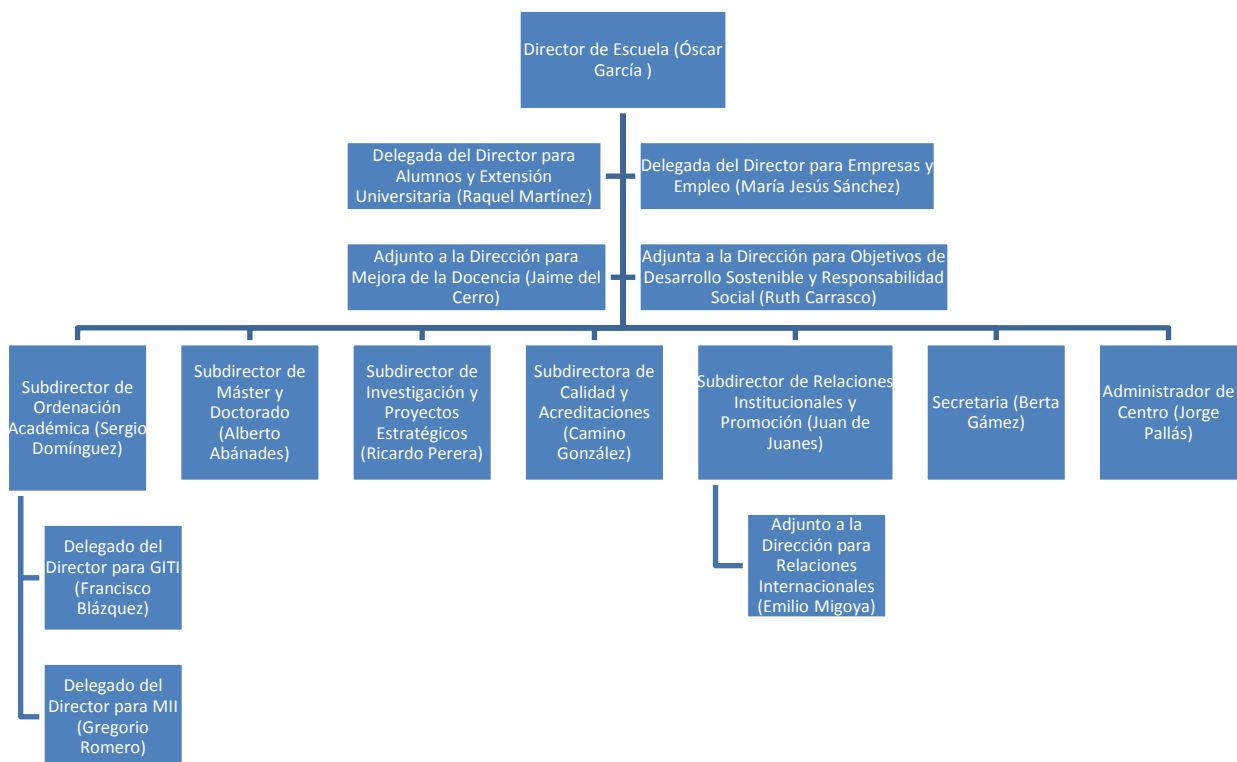 Director de Escuela (Óscar
García )
Delegada del Director para
Alumnos y Extensión
Universitaria (Raquel Martínez)
Delegada del Director para Empresas y
Empleo (María Jesús Sánchez)
Adjunto a la Dirección para
Mejora de la Docencia (Jaime del
Cerro)
Adjunta a la Dirección para Objetivos de
Desarrollo Sostenible y Responsabilidad
Social (Ruth Carrasco)
Subdirector de
Ordenación
Académica (Sergio
Domínguez)
Subdirector de
Máster y
Doctorado
(Alberto
Abánades)
Subdirector de
Investigación y
Proyectos
Estratégicos
(Ricardo Perera)
Subdirectora de
Calidad y
Acreditaciones
(Camino
González)
Subdirector de Relaciones
Institucionales y
Promoción (Juan de
Juanes)
Secretaria (Berta
Gámez)
Administrador de
Centro (Jorge
Pallás)
Delegado del
Director para GITI
(Francisco
Blázquez)
Delegado del
Director para MII
(Gregorio
Romero)
Adjunto a la
Dirección para
Relaciones
Internacionales
(Emilio Migoya)